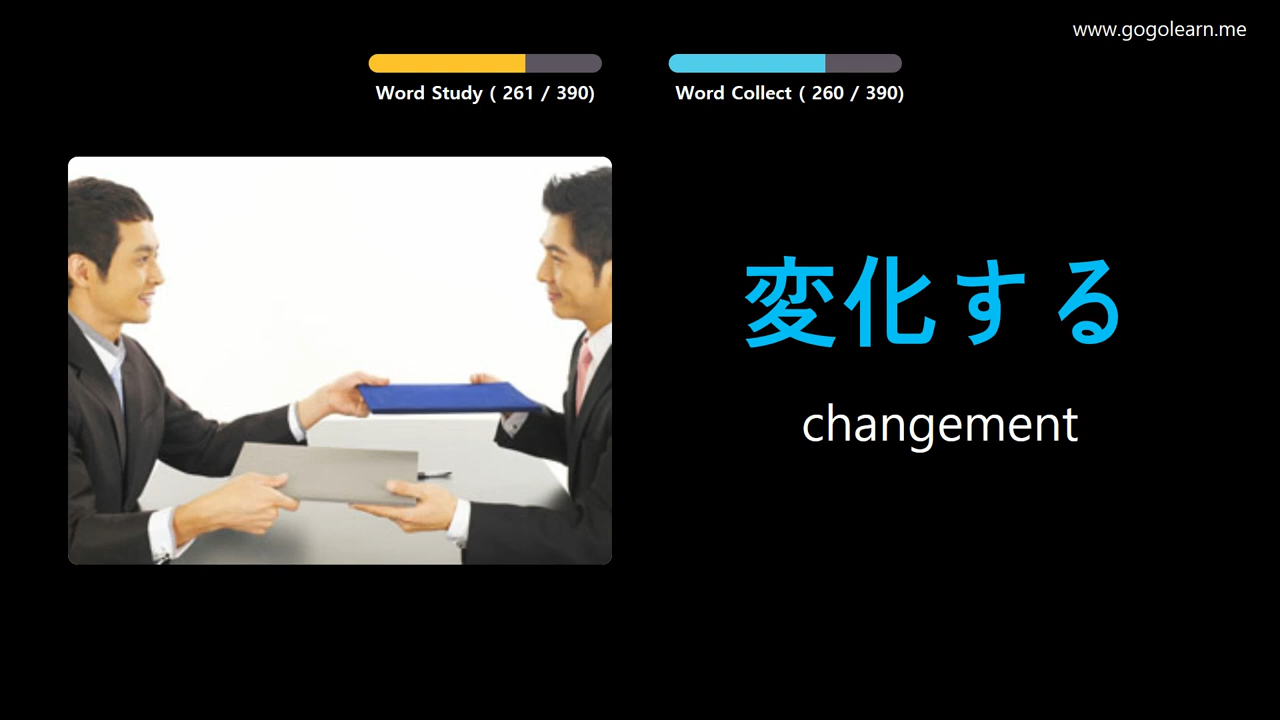 www.gogolearn.me
Word Study ( 261 / 390)
Word Collect ( 260 / 390)
変化する
changement